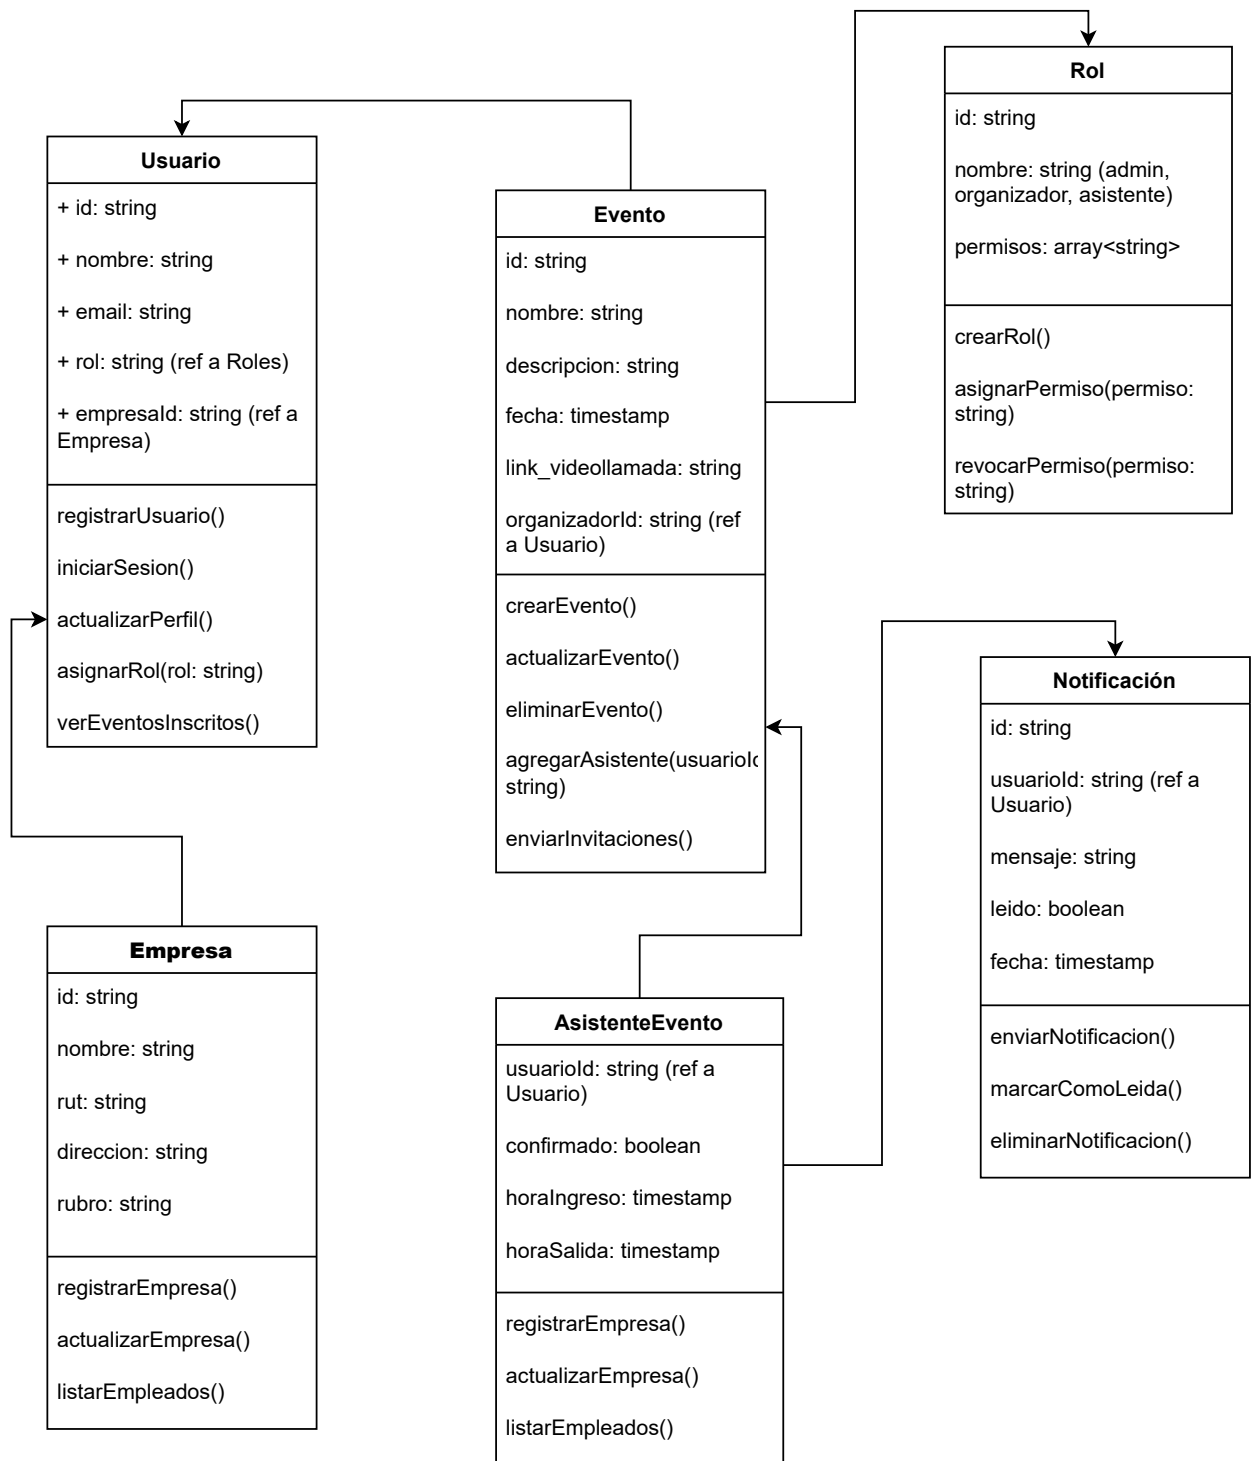 Usuario
+ id: string
+ nombre: string
+ email: string
+ rol: string (ref a Roles)
+ empresaId: string (ref a
Empresa)
registrarUsuario()
iniciarSesion()
actualizarPerfil()
asignarRol(rol: string)
verEventosInscritos()
Evento
id: string
nombre: string
descripcion: string
fecha: timestamp
link_videollamada: string
organizadorId: string (ref
a Usuario)
crearEvento()
actualizarEvento()
eliminarEvento()
agregarAsistente(usuarioId
string)
enviarInvitaciones()
Rol
id: string
nombre: string (admin,
organizador, asistente)
permisos: array<string>
crearRol()
asignarPermiso(permiso:
string)
revocarPermiso(permiso:
string)
Notificación
id: string
usuarioId: string (ref a
Usuario)
mensaje: string
leido: boolean
fecha: timestamp
enviarNotificacion()
marcarComoLeida()
eliminarNotificacion()
Empresa
id: string
nombre: string
rut: string
direccion: string
rubro: string
registrarEmpresa()
actualizarEmpresa()
listarEmpleados()
AsistenteEvento
usuarioId: string (ref a
Usuario)
confirmado: boolean
horaIngreso: timestamp
horaSalida: timestamp
registrarEmpresa()
actualizarEmpresa()
listarEmpleados()